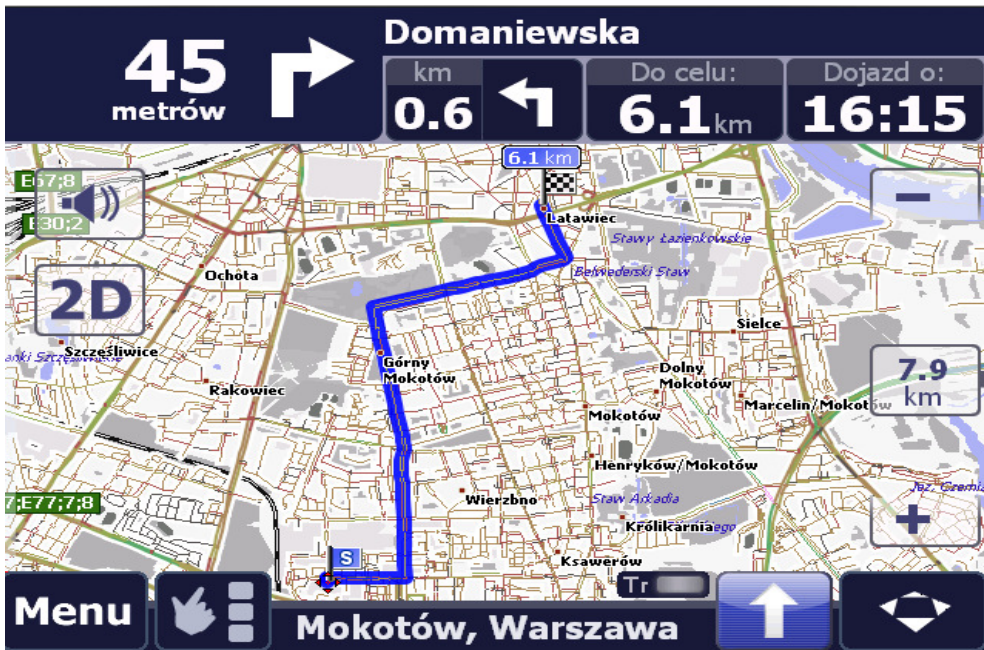 Domaniewska
45
metrów
km
0.6
Do celu:
6.1 km
Dojazd o:
16:15
6.1 km
E67;8
E30;2
Latawiec
Stawy Łazienkowskie
Belwederski Staw
Ochota
2D
Sielce
Szczęśliwice
Górny
Mokotów
Dolny
Mokotów
7.9
km
Rakowiec
Marcelin/Mokotów
Mokotów
Henryków/Mokotów
Wierzbno
Staw Arkadia
7;E77;7;8
Królikarnia
Ksawerów
S
Tr
Menu
Mokotów, Warszawa